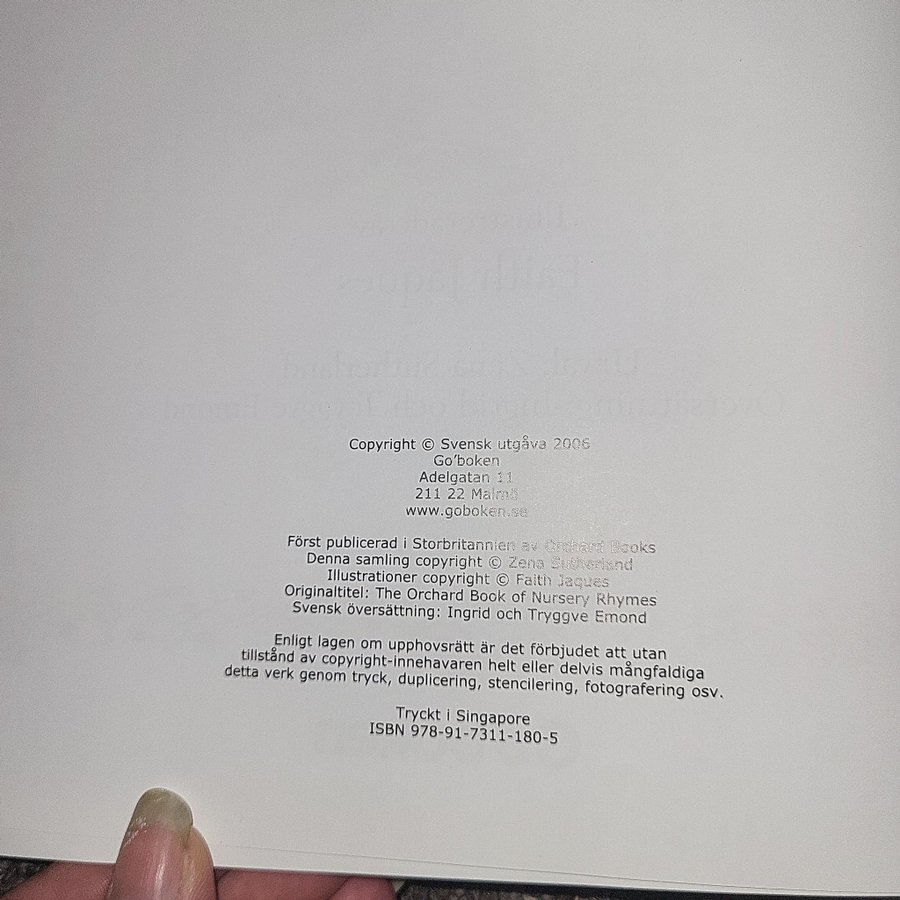 Copyright © Svensk utgåva 2006
Go'boken
Adelgatan 11
211 22 Malmö
www.goboken.se
Först publicerad i Storbritannien av Orchard Books
Denna samling copyright © Zena Sutherland
Illustrationer copyright © Faith Jaques
Originaltitel: The Orchard Book of Nursery Rhymes
Svensk översättning: Ingrid och Tryggve Emond
Enligt lagen om upphovsrätt är det förbjudet att utan
tillstånd av copyright-innehavaren helt eller delvis mångfaldiga
detta verk genom tryck, duplicering, stencilering, fotografering osv.
Tryckt i Singapore
ISBN 978-91-7311-180-5